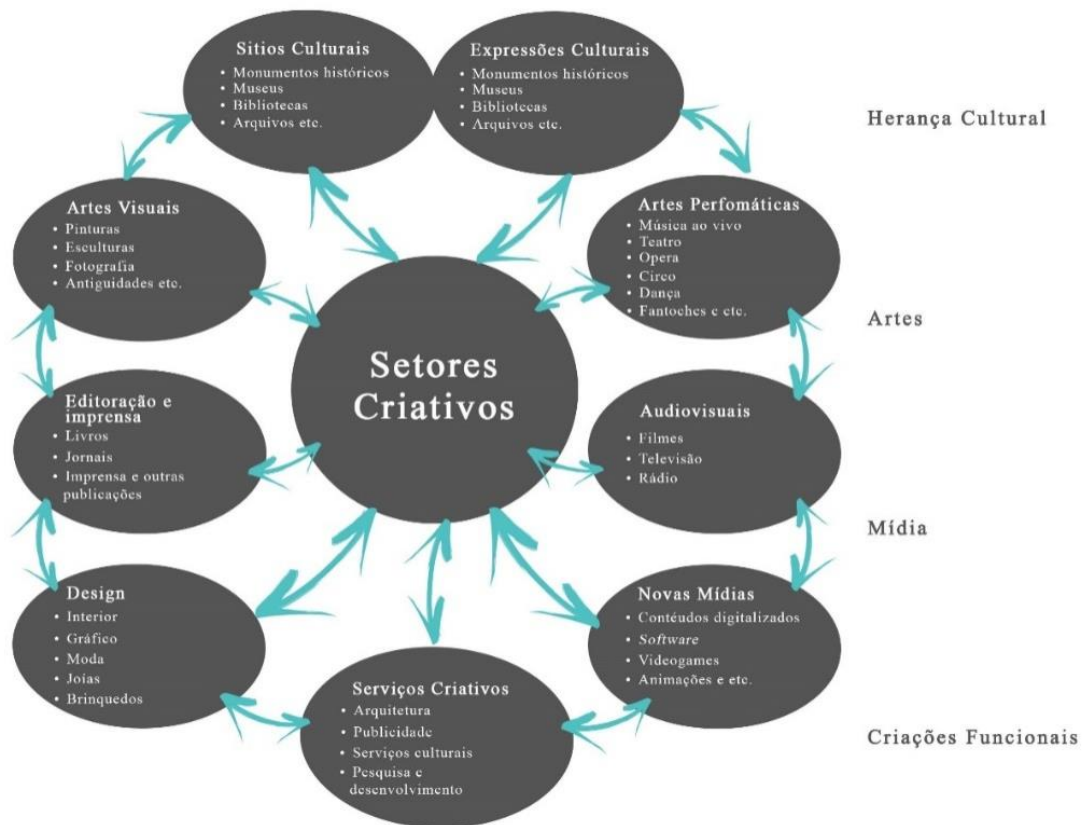 Sitios Culturais
• Monumentos históricos
• Museus
• Bibliotecas
• Arquivos etc.
Expressões Culturais
• Monumentos históricos
• Museus
• Bibliotecas
• Arquivos etc.
Herança Cultural
Artes Visuais
• Pinturas
• Esculturas
• Fotografia
• Antiguidades etc.
Artes Perfomáticas
• Música ao vivo
• Teatro
• Opera
• Circo
• Dança
• Fantoches e etc.
Artes
Setores
Criativos
Editoração e
imprensa
• Livros
• Jornais
• Imprensa e outras
publicações
Audiovisuais
• Filmes
• Televisão
• Rádio
Mídia
Design
• Interior
• Gráfico
• Moda
• Joías
• Brinquedos
Novas Mídias
• Contéudos digitalizados
• Software
• Videogames
• Animações e etc.
Serviços Criativos
• Arquitetura
• Publicidade
• Serviços culturais
• Pesquisa e
desenvolvimento
Criações Funcionais